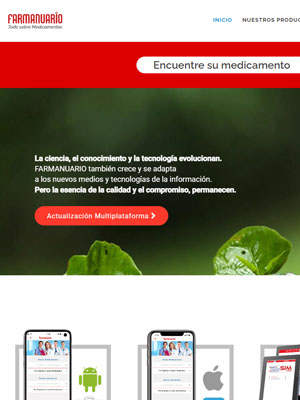 FARMANUARIO
Todo sobre Medicamentos
INICIO
NUESTROS PRODUC
Encuentre su medicamento
La ciencia, el conocimiento y la tecnología evolucionan.
FARMANUARIO también crece y se adapta
a los nuevos medios y tecnologías de la información.
Pero la esencia de la calidad y el compromiso, permanecen.
Actualización Multiplataforma